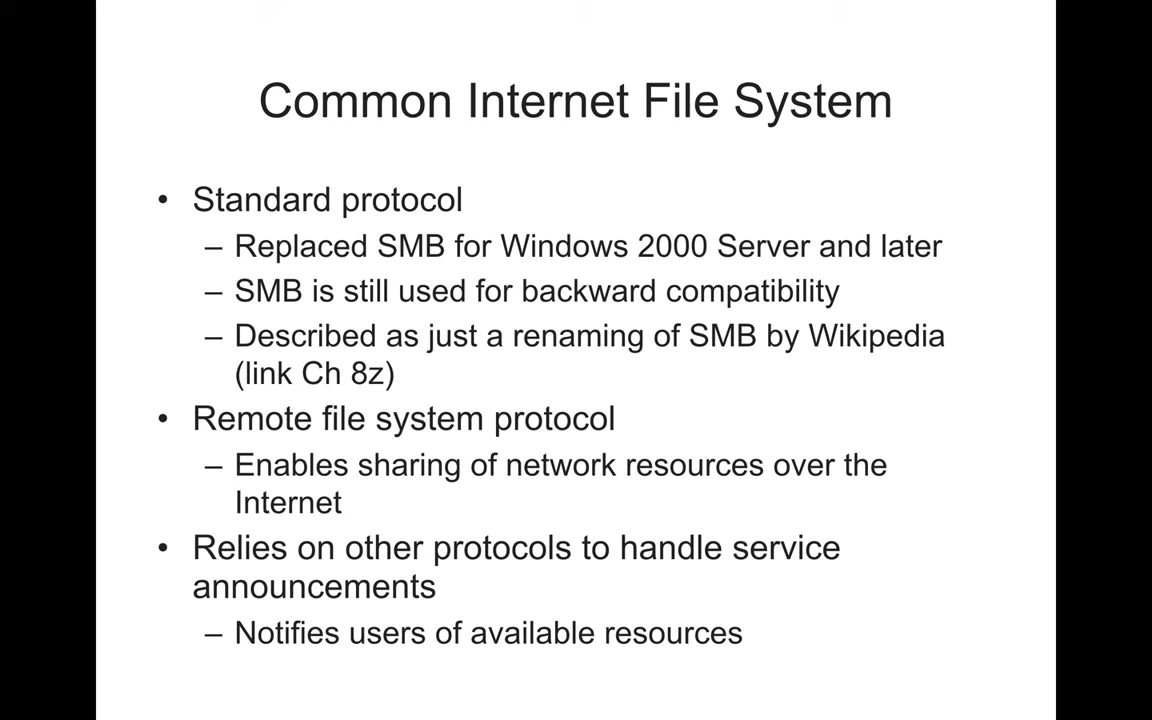 Common Internet File System
• Standard protocol
– Replaced SMB for Windows 2000 Server and later
– SMB is still used for backward compatibility
– Described as just a renaming of SMB by Wikipedia
(link Ch 8z)
• Remote file system protocol
– Enables sharing of network resources over the
Internet
• Relies on other protocols to handle service
announcements
– Notifies users of available resources